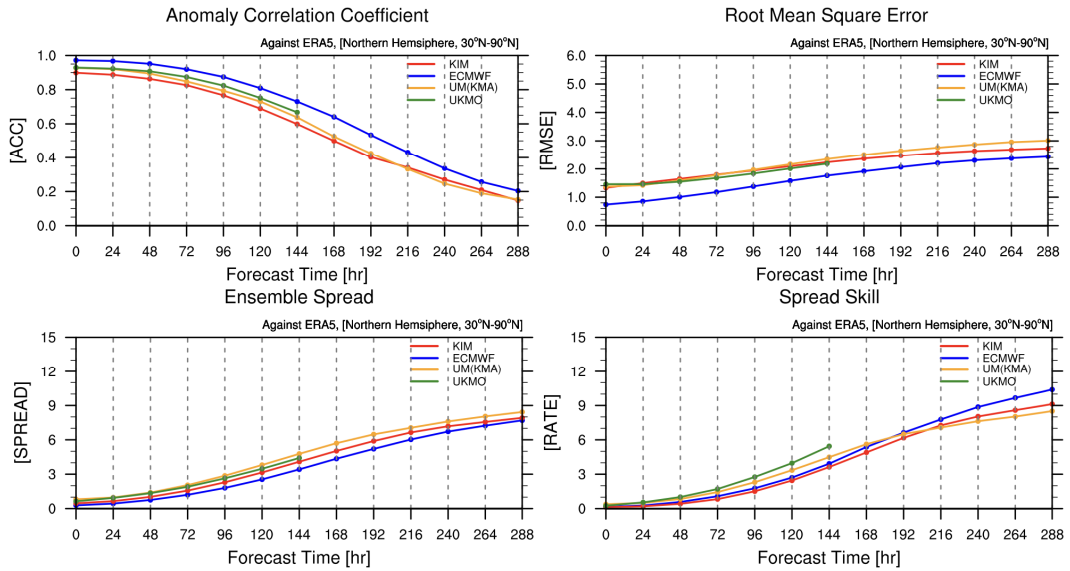 Anomaly Correlation Coefficient
Against ERA5, [Northern Hemsiphere, 30°N-90°N]
[ACC]
1.0
0.8
0.6
0.4
0.2
0.0
KIM
ECMWF
UM(KMA)
UKMO
0 24 48 72 96 120 144 168 192 216 240 264 288
Forecast Time [hr]
Root Mean Square Error
Against ERA5, [Northern Hemsiphere, 30°N-90°N]
[RMSE]
6.0
5.0
4.0
3.0
2.0
1.0
0.0
KIM
ECMWF
UM(KMA)
UKMO
0 24 48 72 96 120 144 168 192 216 240 264 288
Forecast Time [hr]
Ensemble Spread
Against ERA5, [Northern Hemsiphere, 30°N-90°N]
[SPREAD]
15
12
9
6
3
0
KIM
ECMWF
UM(KMA)
UKMO
0 24 48 72 96 120 144 168 192 216 240 264 288
Forecast Time [hr]
Spread Skill
Against ERA5, [Northern Hemsiphere, 30°N-90°N]
[RATE]
15
12
9
6
3
0
KIM
ECMWF
UM(KMA)
UKMO
0 24 48 72 96 120 144 168 192 216 240 264 288
Forecast Time [hr]